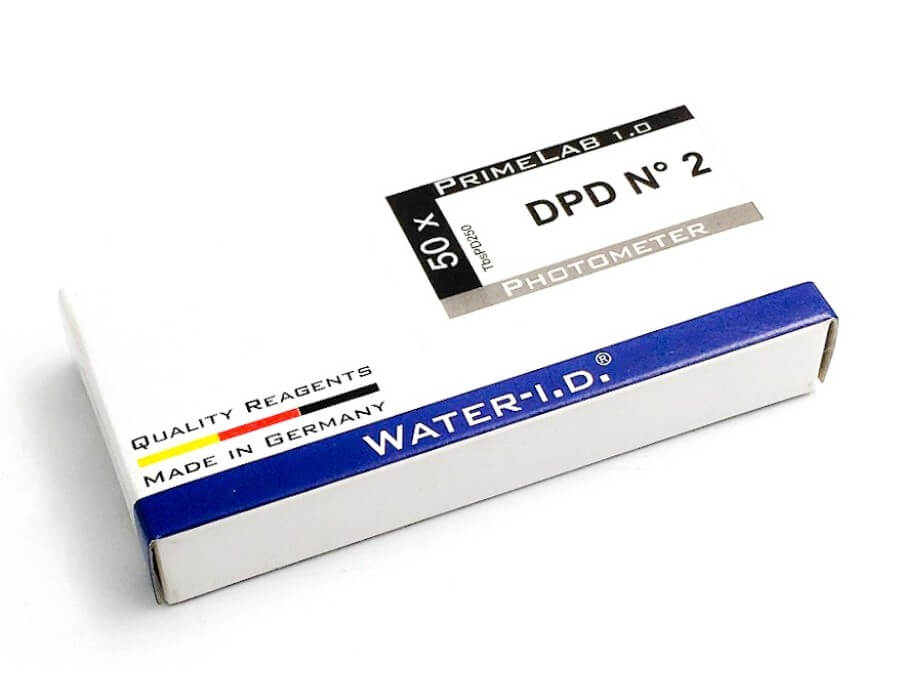 PRIMELAB 1.0
50 x
TbsPD250
DPD N° 2
PHOTOMETER
QUALITY REAGENTS
MADE IN GERMANY
WATER-I.D.®